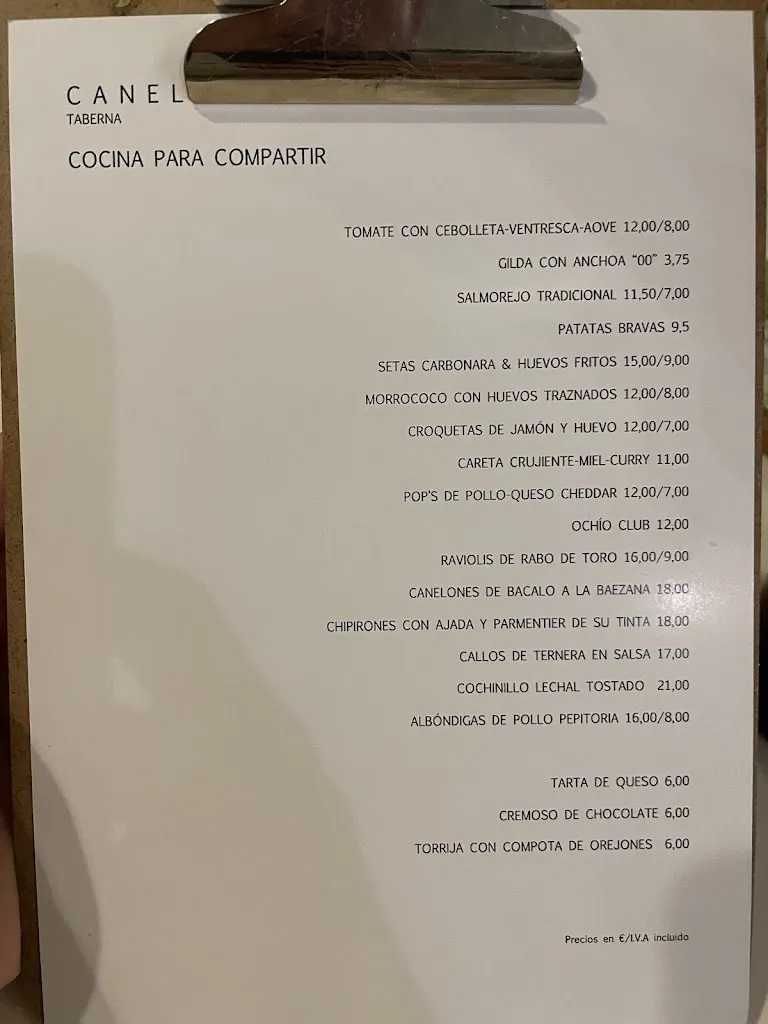 CANEL
TABERNA
COCINA PARA COMPARTIR
TOMATE CON CEBOLLETA-VENTRESCA-AOVE 12,00/8,00
GILDA CON ANCHOA "00" 3,75
SALMOREJO TRADICIONAL 11,50/7,00
PATATAS BRAVAS 9,5
SETAS CARBONARA & HUEVOS FRITOS 15,00/9,00
MORROCOCO CON HUEVOS TRAZNADOS 12,00/8,00
CROQUETAS DE JAMÓN Y HUEVO 12,00/7,00
CARETA CRUJIENTE-MIEL-CURRY 11,00
POP'S DE POLLO-QUESO CHEDDAR 12,00/7,00
OCHÍO CLUB 12,00
RAVIOLIS DE RABO DE TORO 16,00/9,00
CANELONES DE BACALO A LA BAEZANA 18,00
CHIPIRONES CON AJADA Y PARMENTIER DE SU TINTA 18,00
CALLOS DE TERNERA EN SALSA 17,00
COCHINILLO LECHAL TOSTADO 21,00
ALBÓNDIGAS DE POLLO PEPITORIA 16,00/8,00
TARTA DE QUESO 6,00
CREMOSO DE CHOCOLATE 6,00
TORRIJA CON COMPOTA DE OREJONES 6,00
Precios en €/I.V.A incluido